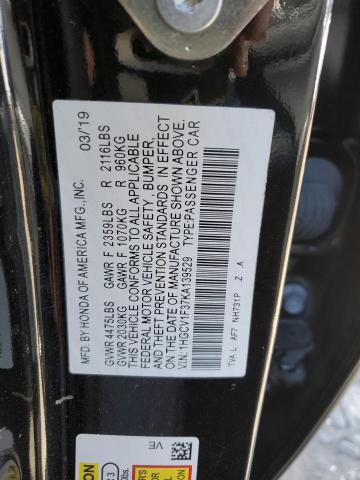 MFD. BY HONDA OF AMERICA MFG., INC. 03/'19
GVWR 4475LBS GAWR F 2359LBS R 2116LBS
GVWR 2030KG GAWR F 1070KG R 960KG
THIS VEHICLE CONFORMS TO ALL APPLICABLE
FEDERAL MOTOR VEHICLE SAFETY, BUMPER,
AND THEFT PREVENTION STANDARDS IN EFFECT
ON THE DATE OF MANUFACTURE SHOWN ABOVE.
V.I.N.:1HGCV1F37KA139529 TYPE:PASSENGER CAR
TVA L AF7 NH731P Z A
VE